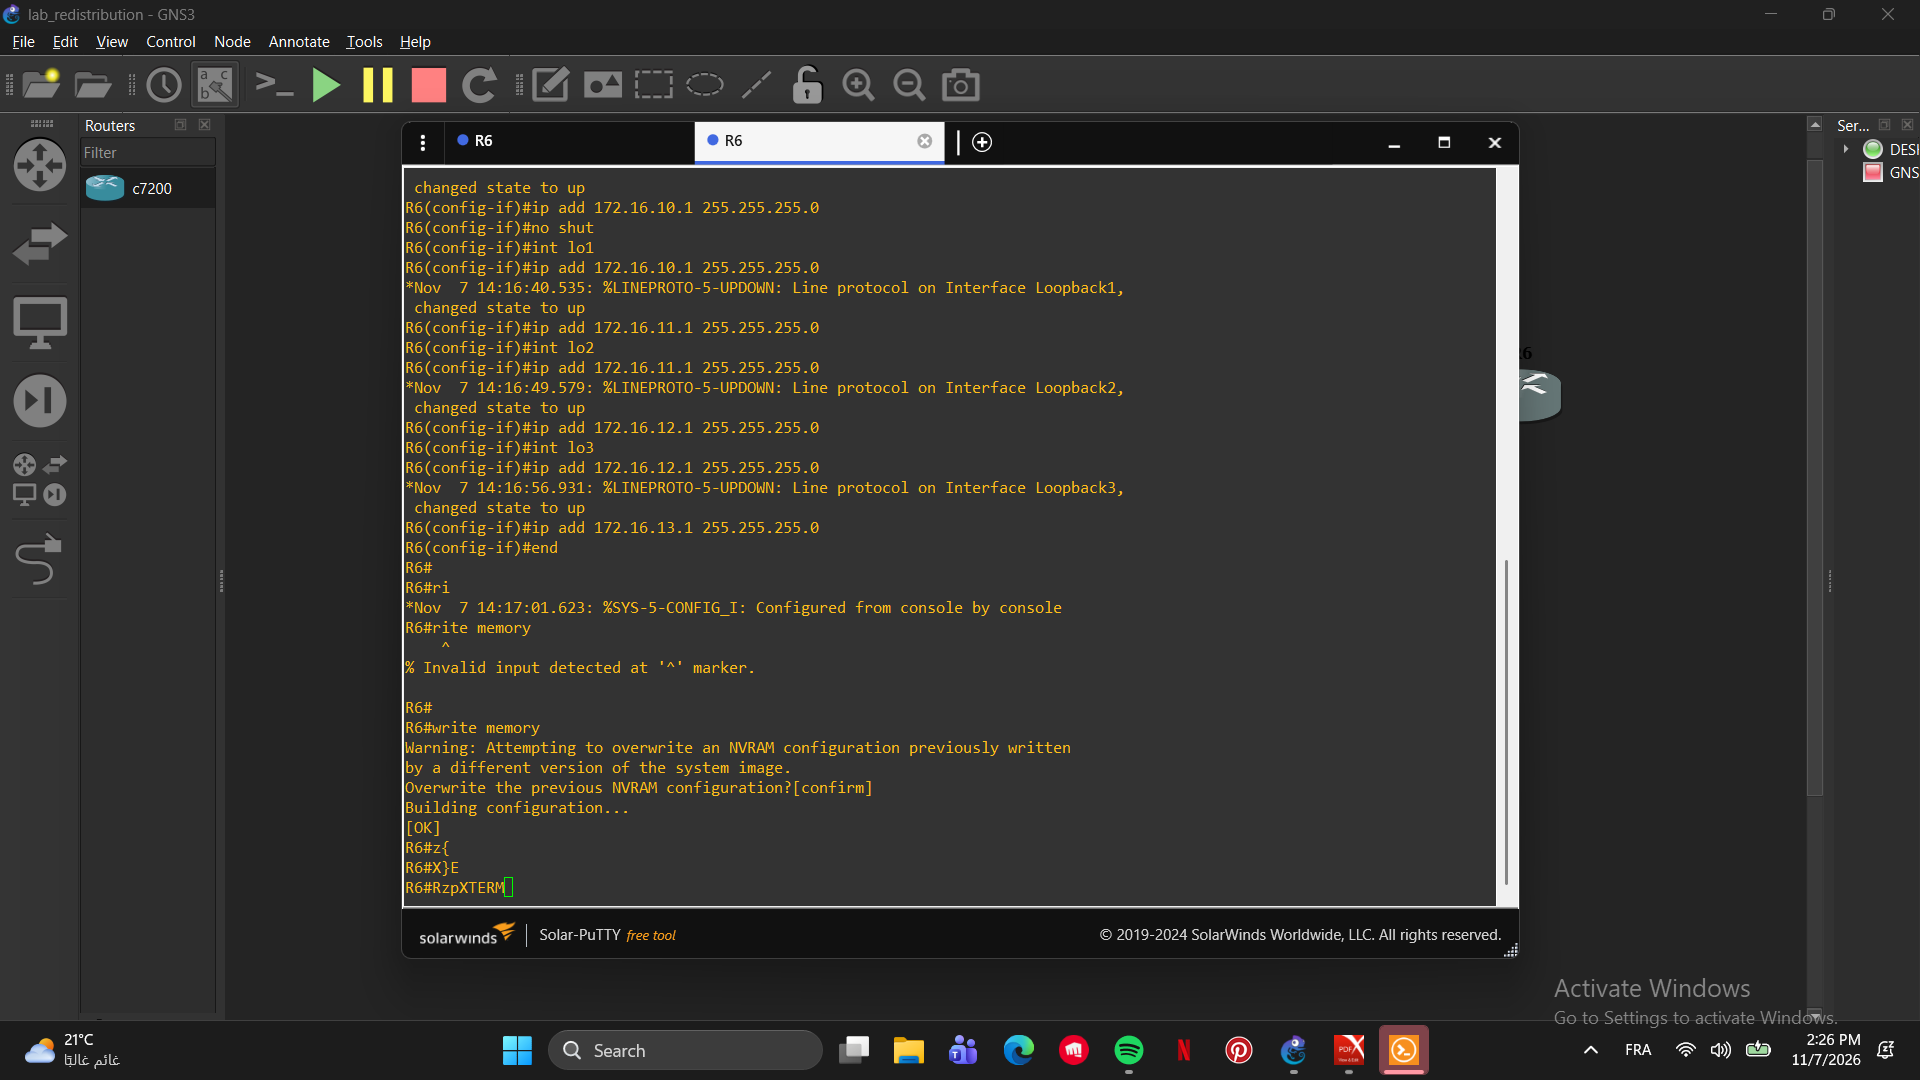 lab_redistribution - GNS3
File Edit View Control Node Annotate Tools Help
Routers
Filter
c7200
R6
R6
Ser...
DESH
GNS
changed state to up
R6(config-if)#ip add 172.16.10.1 255.255.255.0
R6(config-if)#no shut
R6(config-if)#int lo1
R6(config-if)#ip add 172.16.10.1 255.255.255.0
*Nov  7 14:16:40.535: %LINEPROTO-5-UPDOWN: Line protocol on Interface Loopback1,
changed state to up
R6(config-if)#ip add 172.16.11.1 255.255.255.0
R6(config-if)#int lo2
R6(config-if)#ip add 172.16.11.1 255.255.255.0
*Nov  7 14:16:49.579: %LINEPROTO-5-UPDOWN: Line protocol on Interface Loopback2,
changed state to up
R6(config-if)#ip add 172.16.12.1 255.255.255.0
R6(config-if)#int lo3
R6(config-if)#ip add 172.16.12.1 255.255.255.0
*Nov  7 14:16:56.931: %LINEPROTO-5-UPDOWN: Line protocol on Interface Loopback3,
changed state to up
R6(config-if)#ip add 172.16.13.1 255.255.255.0
R6(config-if)#end
R6#
R6#ri
*Nov  7 14:17:01.623: %SYS-5-CONFIG_I: Configured from console by console
R6#rite memory
^
% Invalid input detected at '^' marker.
R6#
R6#write memory
Warning: Attempting to overwrite an NVRAM configuration previously written
by a different version of the system image.
Overwrite the previous NVRAM configuration?[confirm]
Building configuration...
[OK]
R6#z{
R6#X}E
R6#RzpXTERM
solarwinds
Solar-PuTTY free tool
© 2019-2024 SolarWinds Worldwide, LLC. All rights reserved.
Activate Windows
Go to Settings to activate Windows.
21°C
غائم غالبًا
Search
FRA
2:26 PM
11/7/2026